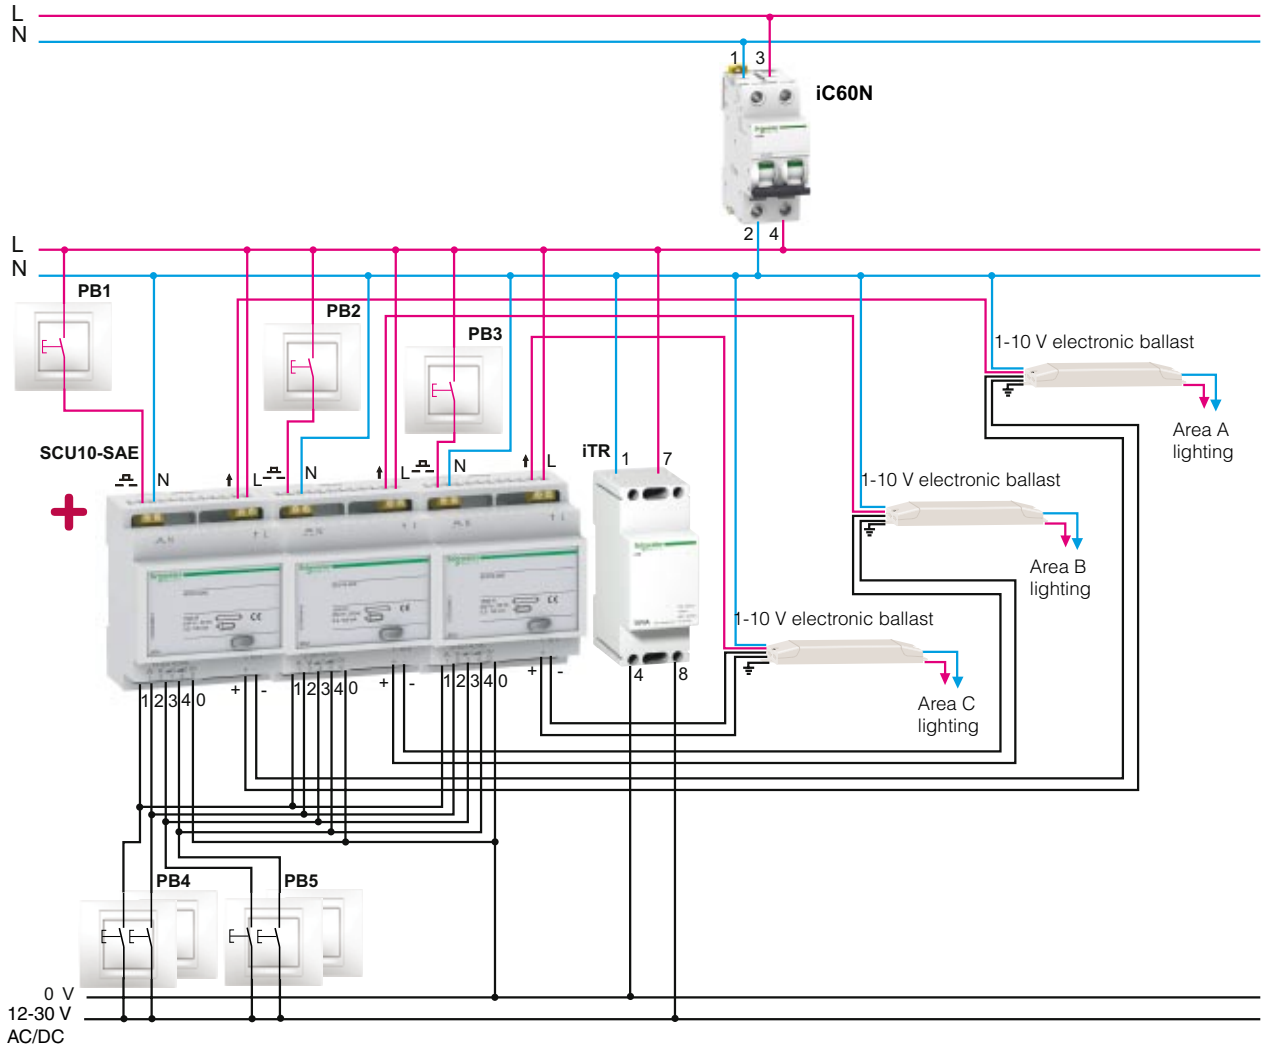 L
N
1 3
iC60N
2 4
L
N
PB1
PB2
PB3
1-10 V electronic ballast
Area A
lighting
SCU10-SAE
N
L
N
L
N
L
iTR
1
7
1-10 V electronic ballast
Area B
lighting
1-10 V electronic ballast
Area C
lighting
1 2 3 4 0
+ -
1 2 3 4 0
+ -
1 2 3 4 0
+ -
4
8
PB4
PB5
0 V
12-30 V
AC/DC